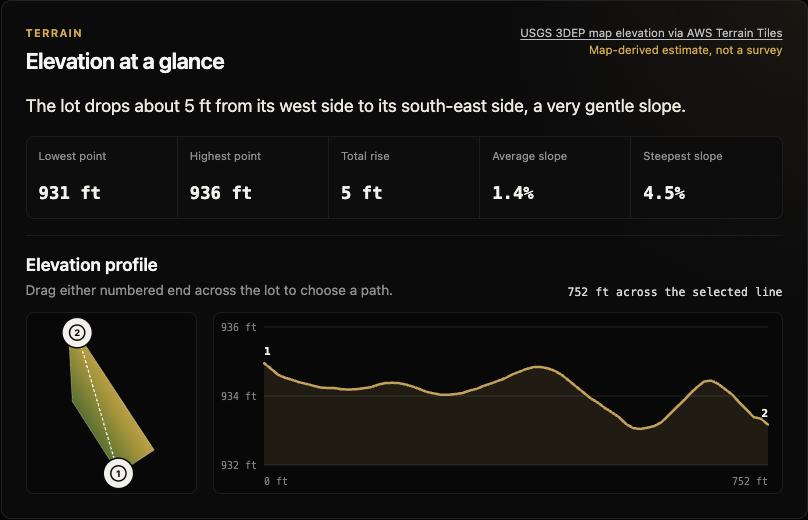 TERRAIN
USGS 3DEP map elevation via AWS Terrain Tiles
Elevation at a glance
Map-derived estimate, not a survey
The lot drops about 5 ft from its west side to its south-east side, a very gentle slope.
Lowest point
931 ft
Highest point
936 ft
Total rise
5 ft
Average slope
1.4%
Steepest slope
4.5%
Elevation profile
Drag either numbered end across the lot to choose a path.
752 ft across the selected line
2
1
936 ft
934 ft
932 ft
1
2
0 ft
752 ft